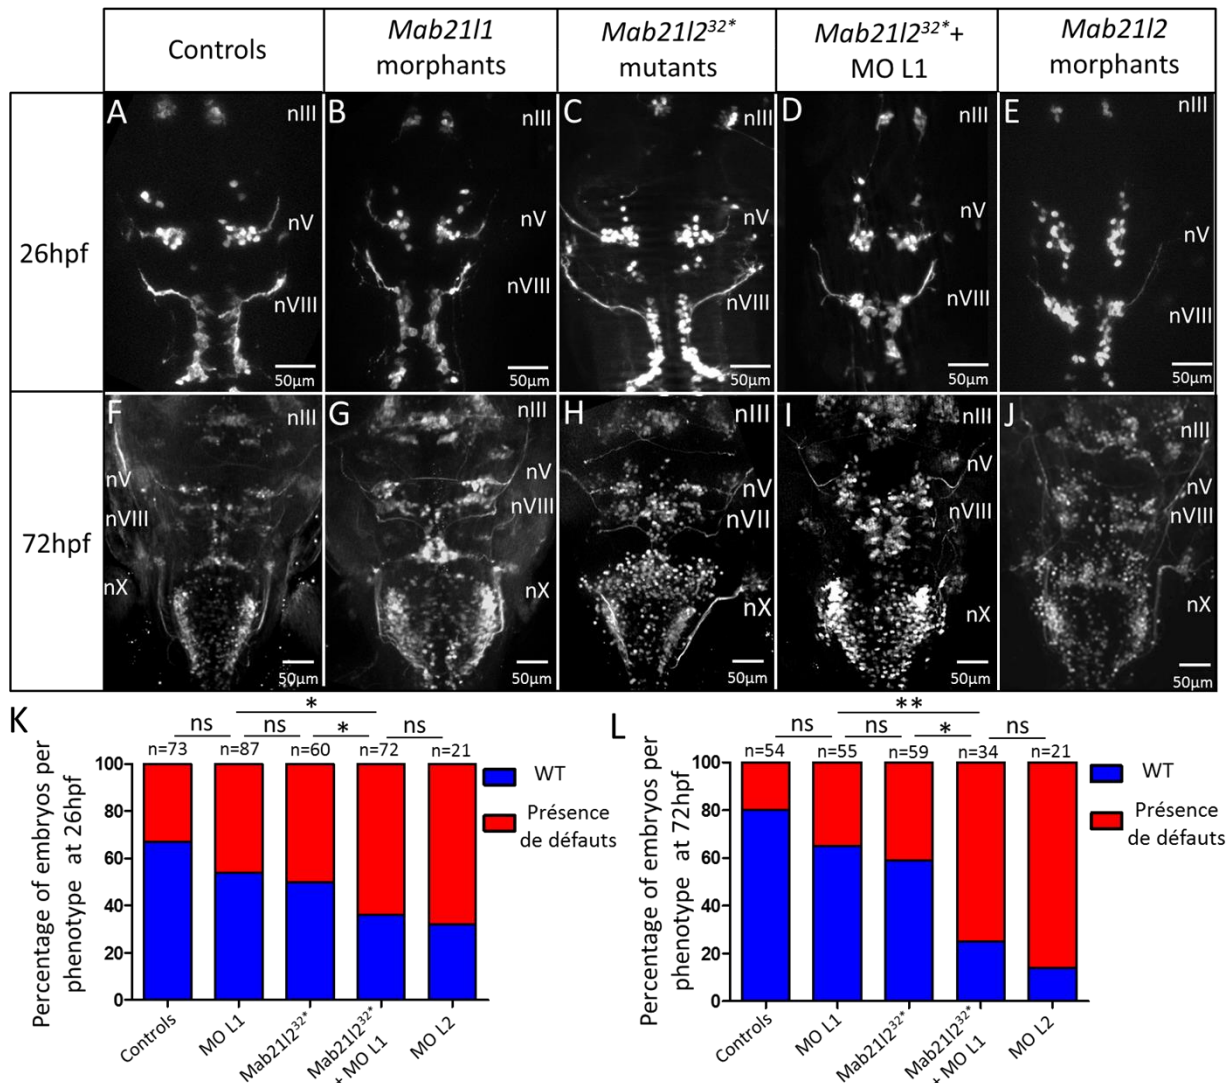 Controls
Mab21l1
morphants
Mab21l2³²*
mutants
Mab21l2³²*+
MO L1
Mab21l2
morphants
26hpf
A
nIII
nV
nVIII
50µm
B
nIII
nV
nVIII
50µm
C
nIII
nV
nVIII
50µm
D
nIII
nV
nVIII
50µm
E
nIII
nV
nVIII
50µm
72hpf
F
nIII
nV
nVIII
nX
50µm
G
nIII
nV
nVIII
nX
50µm
H
nIII
nV
nVII
nX
50µm
I
nIII
nV
nVIII
nX
50µm
J
nIII
nV
nVIII
nX
50µm
K
*
ns ns * ns
n=73 n=87 n=60 n=72 n=21
Percentage of embryos per
phenotype at 26hpf
100
80
60
40
20
0
Controls
MO L1
Mab21l2³²*
Mab21l2³²*
+ MO L1
MO L2
WT
Présence
de défauts
L
**
ns ns * ns
n=54 n=55 n=59 n=34 n=21
Percentage of embryos per
phenotype at 72hpf
100
80
60
40
20
0
Controls
MO L1
Mab21l2³²*
Mab21l2³²*
+ MO L1
MO L2
WT
Présence
de défauts